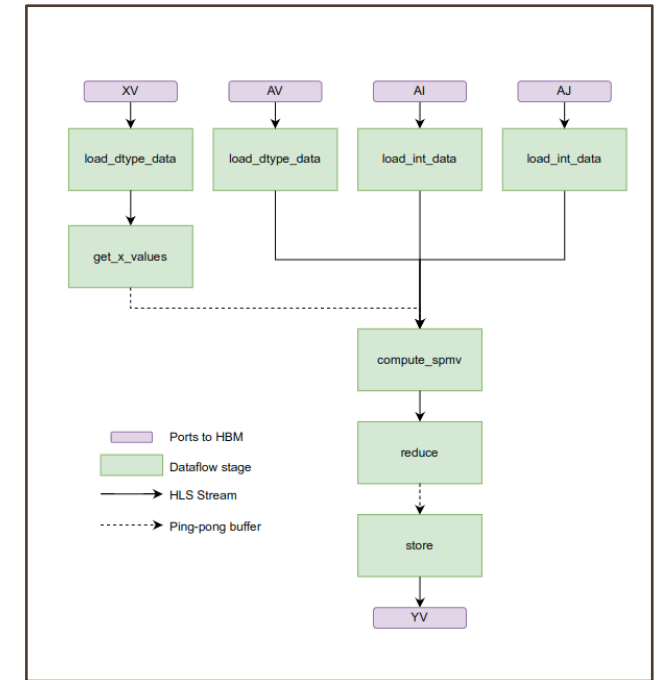 XV
AV
AI
AJ
load_dtype_data
load_dtype_data
load_int_data
load_int_data
get_x_values
compute_spmv
Ports to HBM
Dataflow stage
HLS Stream
Ping-pong buffer
reduce
store
YV